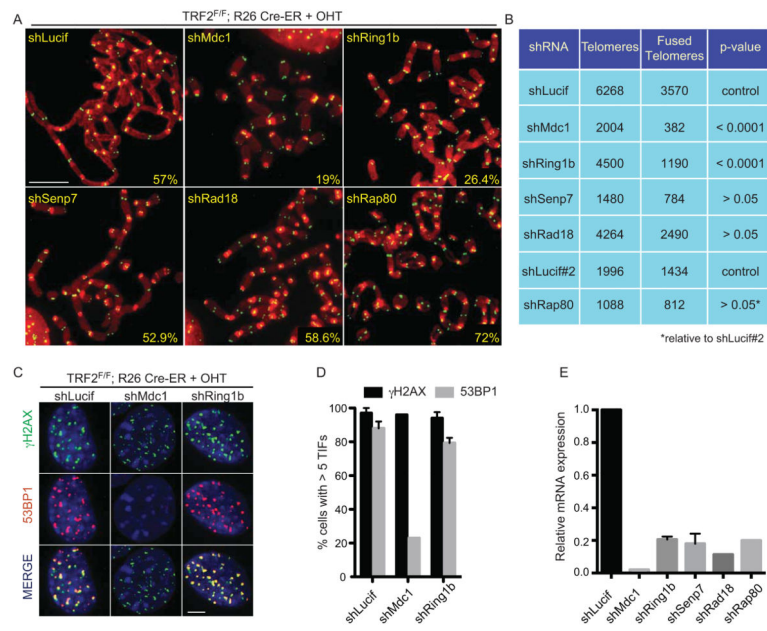 A
TRF2F/F; R26 Cre-ER + OHT
shLucif
shMdc1
shRing1b
57%
19%
26.4%
shSenp7
shRad18
shRap80
52.9%
58.6%
72%
B
shRNA Telomeres Fused Telomeres p-value
shLucif 6268 3570 control
shMdc1 2004 382 < 0.0001
shRing1b 4500 1190 < 0.0001
shSenp7 1480 784 > 0.05
shRad18 4264 2490 > 0.05
shLucif#2 1996 1434 control
shRap80 1088 812 > 0.05*
*relative to shLucif#2
C
TRF2F/F; R26 Cre-ER + OHT
shLucif shMdc1 shRing1b
γH2AX
53BP1
MERGE
D
γH2AX 53BP1
% cells with > 5 TIFs
100
80
60
40
20
0
shLucif
shMdc1
shRing1b
E
Relative mRNA expression
1.0
0.8
0.6
0.4
0.2
0.0
shLucif
shMdc1
shRing1b
shSenp7
shRad18
shRap80